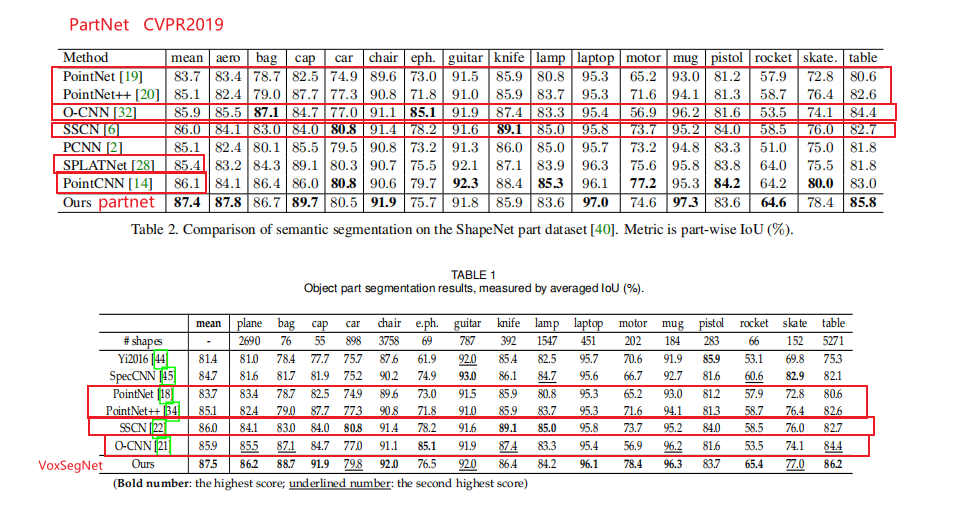 PartNet CVPR2019
Method mean aero bag cap car chair eph. guitar knife lamp laptop motor mug pistol rocket skate. table
PointNet [19] 83.7 83.4 78.7 82.5 74.9 89.6 73.0 91.5 85.9 80.8 95.3 65.2 93.0 81.2 57.9 72.8 80.6
PointNet++ [20] 85.1 82.4 79.0 87.7 77.3 90.8 71.8 91.0 85.9 83.7 95.3 71.6 94.1 81.3 58.7 76.4 82.6
O-CNN [32] 85.9 85.5 87.1 84.7 77.0 91.1 85.1 91.9 87.4 83.3 95.4 56.9 96.2 81.6 53.5 74.1 84.4
SSCN [6] 86.0 84.1 83.0 84.0 80.8 91.4 78.2 91.6 89.1 85.0 95.8 73.7 95.2 84.0 58.5 76.0 82.7
PCNN [2] 85.1 82.4 80.1 85.5 79.5 90.8 73.2 91.3 86.0 85.0 95.7 73.2 94.8 83.3 51.0 75.0 81.8
SPLATNet [28] 85.4 83.2 84.3 89.1 80.3 90.7 75.5 92.1 87.1 83.9 96.3 75.6 95.8 83.8 64.0 75.5 81.8
PointCNN [14] 86.1 84.1 86.4 86.0 80.8 90.6 79.7 92.3 88.4 85.3 96.1 77.2 95.3 84.2 64.2 80.0 83.0
Ours partnet 87.4 87.8 86.7 89.7 80.5 91.9 75.7 91.8 85.9 83.6 97.0 74.6 97.3 83.6 64.6 78.4 85.8
Table 2. Comparison of semantic segmentation on the ShapeNet part dataset [40]. Metric is part-wise IoU (%).
TABLE 1
Object part segmentation results, measured by averaged IoU (%).
mean plane bag cap car chair e.ph. guitar knife lamp laptop motor mug pistol rocket skate table
# shapes - 2690 76 55 898 3758 69 787 392 1547 451 202 184 283 66 152 5271
Yi2016 [44] 81.4 81.0 78.4 77.7 75.7 87.6 61.9 92.0 85.4 82.5 95.7 70.6 91.9 85.9 53.1 69.8 75.3
SpecCNN [45] 84.7 81.6 81.7 81.9 75.2 90.2 74.9 93.0 86.1 84.7 95.6 66.7 92.7 81.6 60.6 82.9 82.1
PointNet [18] 83.7 83.4 78.7 82.5 74.9 89.6 73.0 91.5 85.9 80.8 95.3 65.2 93.0 81.2 57.9 72.8 80.6
PointNet++ [34] 85.1 82.4 79.0 87.7 77.3 90.8 71.8 91.0 85.9 83.7 95.3 71.6 94.1 81.3 58.7 76.4 82.6
SSCN [22] 86.0 84.1 83.0 84.0 80.8 91.4 78.2 91.6 89.1 85.0 95.8 73.7 95.2 84.0 58.5 76.0 82.7
O-CNN [21] 85.9 85.5 87.1 84.7 77.0 91.1 85.1 91.9 87.4 83.3 95.4 56.9 96.2 81.6 53.5 74.1 84.4
VoxSegNet Ours 87.5 86.2 88.7 91.9 79.8 92.0 76.5 92.0 86.4 84.2 96.1 78.4 96.3 83.7 65.4 77.0 86.2
(Bold number: the highest score; underlined number: the second highest score)